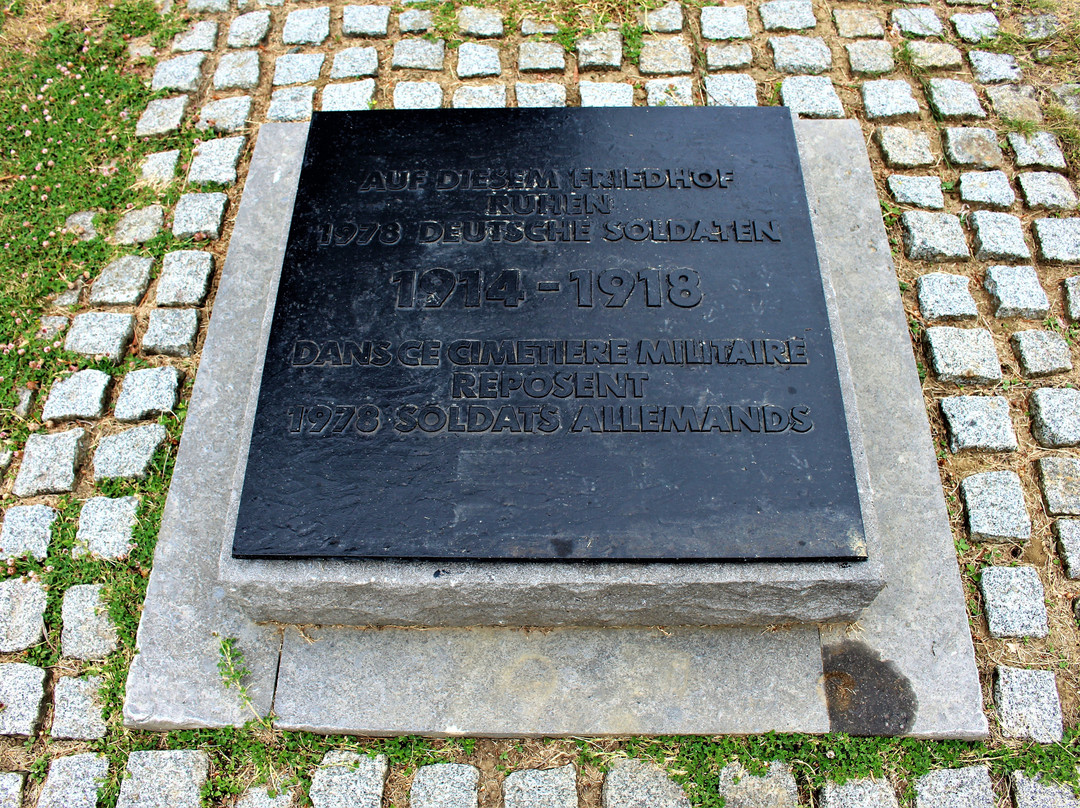 AUF DIESEM FRIEDHOF
RUHEN
1978 DEUTSCHE SOLDATEN
1914-1918
DANS CE CIMETIERE MILITAIRE
REPOSENT
1978 SOLDATS ALLEMANDS